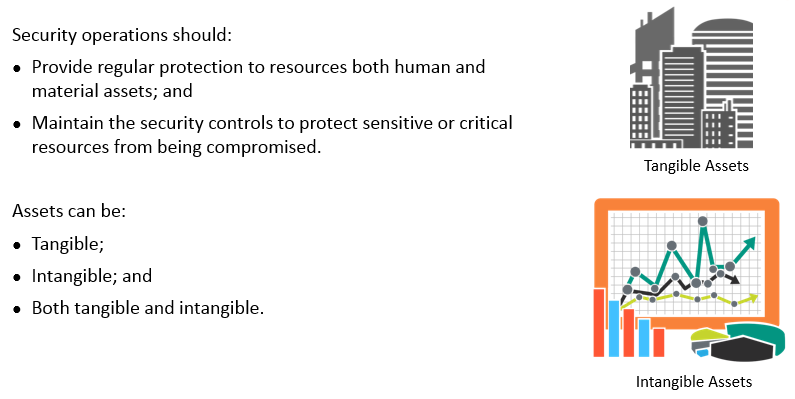 Security operations should:
● Provide regular protection to resources both human and
material assets; and
● Maintain the security controls to protect sensitive or critical
resources from being compromised.
Tangible Assets
Assets can be:
● Tangible;
● Intangible; and
● Both tangible and intangible.
Intangible Assets